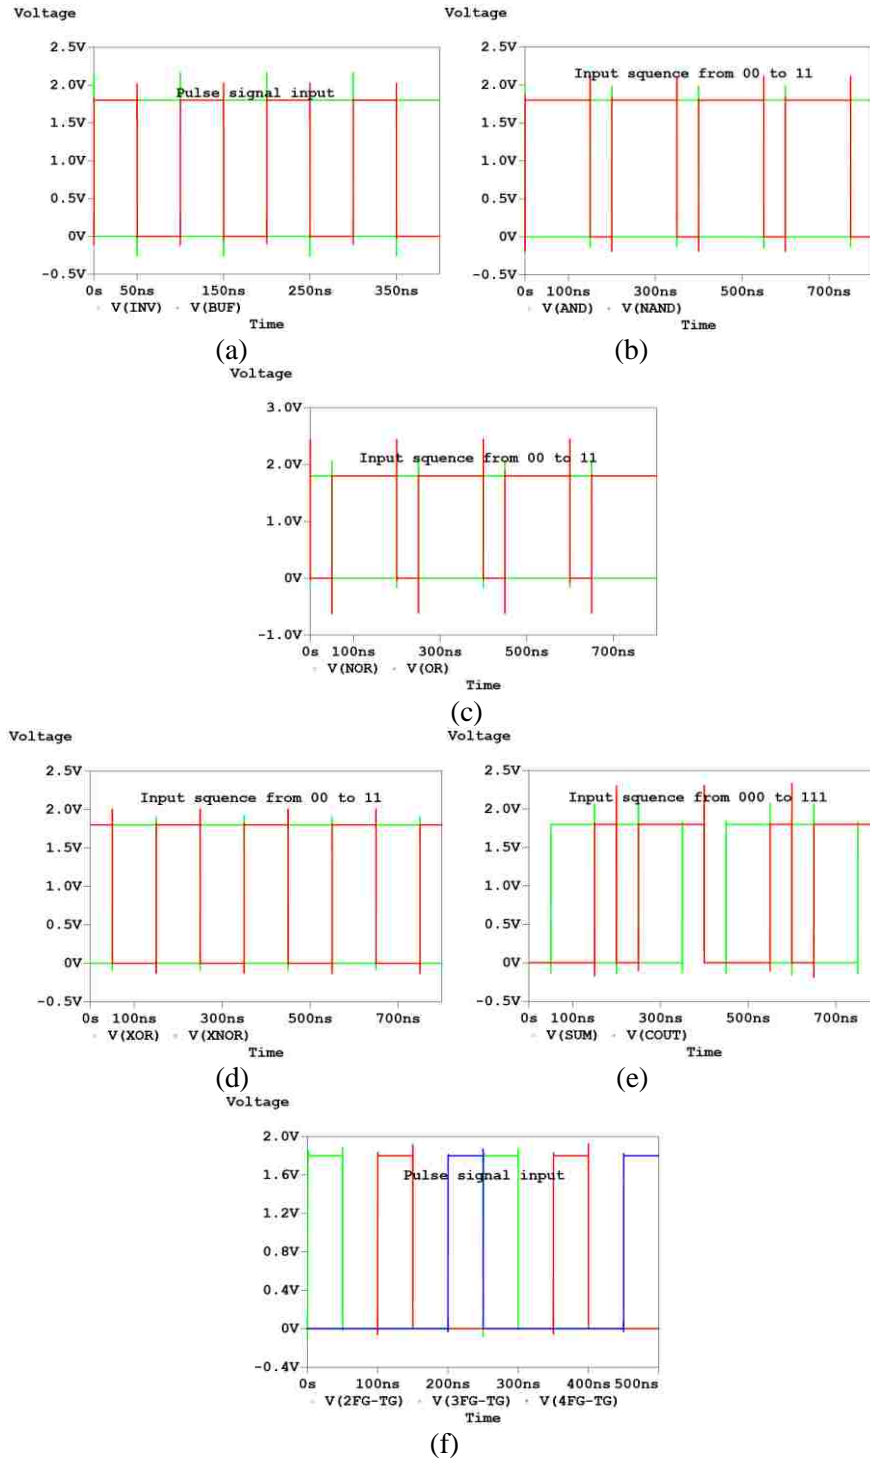 Voltage
2.5V
Pulse signal input
2.0V
1.5V
1.0V
0.5V
0V
-0.5V
0s 50ns 150ns 250ns 350ns
V(INV) V(BUF)
Time
(a)
Voltage
2.5V
Input squence from 00 to 11
2.0V
1.5V
1.0V
0.5V
0V
-0.5V
0s 100ns 300ns 500ns 700ns
V(AND) V(NAND)
Time
(b)
Voltage
3.0V
Input squence from 00 to 11
2.0V
1.0V
0V
-1.0V
0s 100ns 300ns 500ns 700ns
V(NOR) V(OR)
Time
(c)
Voltage
2.5V
Input squence from 00 to 11
2.0V
1.5V
1.0V
0.5V
0V
-0.5V
0s 100ns 300ns 500ns 700ns
V(XOR) V(XNOR)
Time
(d)
Voltage
2.5V
Input squence from 000 to 111
2.0V
1.5V
1.0V
0.5V
0V
-0.5V
0s 100ns 300ns 500ns 700ns
V(SUM) V(COUT)
Time
(e)
Voltage
2.0V
Pulse signal input
1.6V
1.2V
0.8V
0.4V
0V
-0.4V
0s 100ns 200ns 300ns 400ns 500ns
V(2FG-TG) V(3FG-TG) V(4FG-TG)
Time
(f)